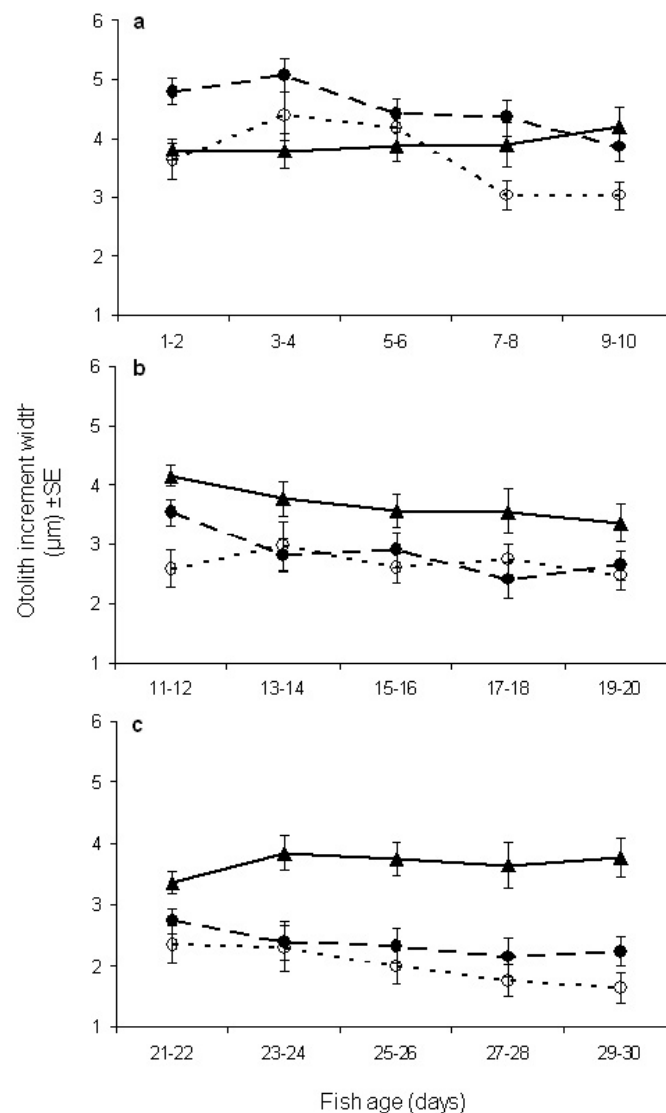 a
6
5
4
3
2
1
1-2 3-4 5-6 7-8 9-10
b
6
5
4
3
2
1
11-12 13-14 15-16 17-18 19-20
c
6
5
4
3
2
1
21-22 23-24 25-26 27-28 29-30
Otolith increment width
(µm) ±SE
Fish age (days)